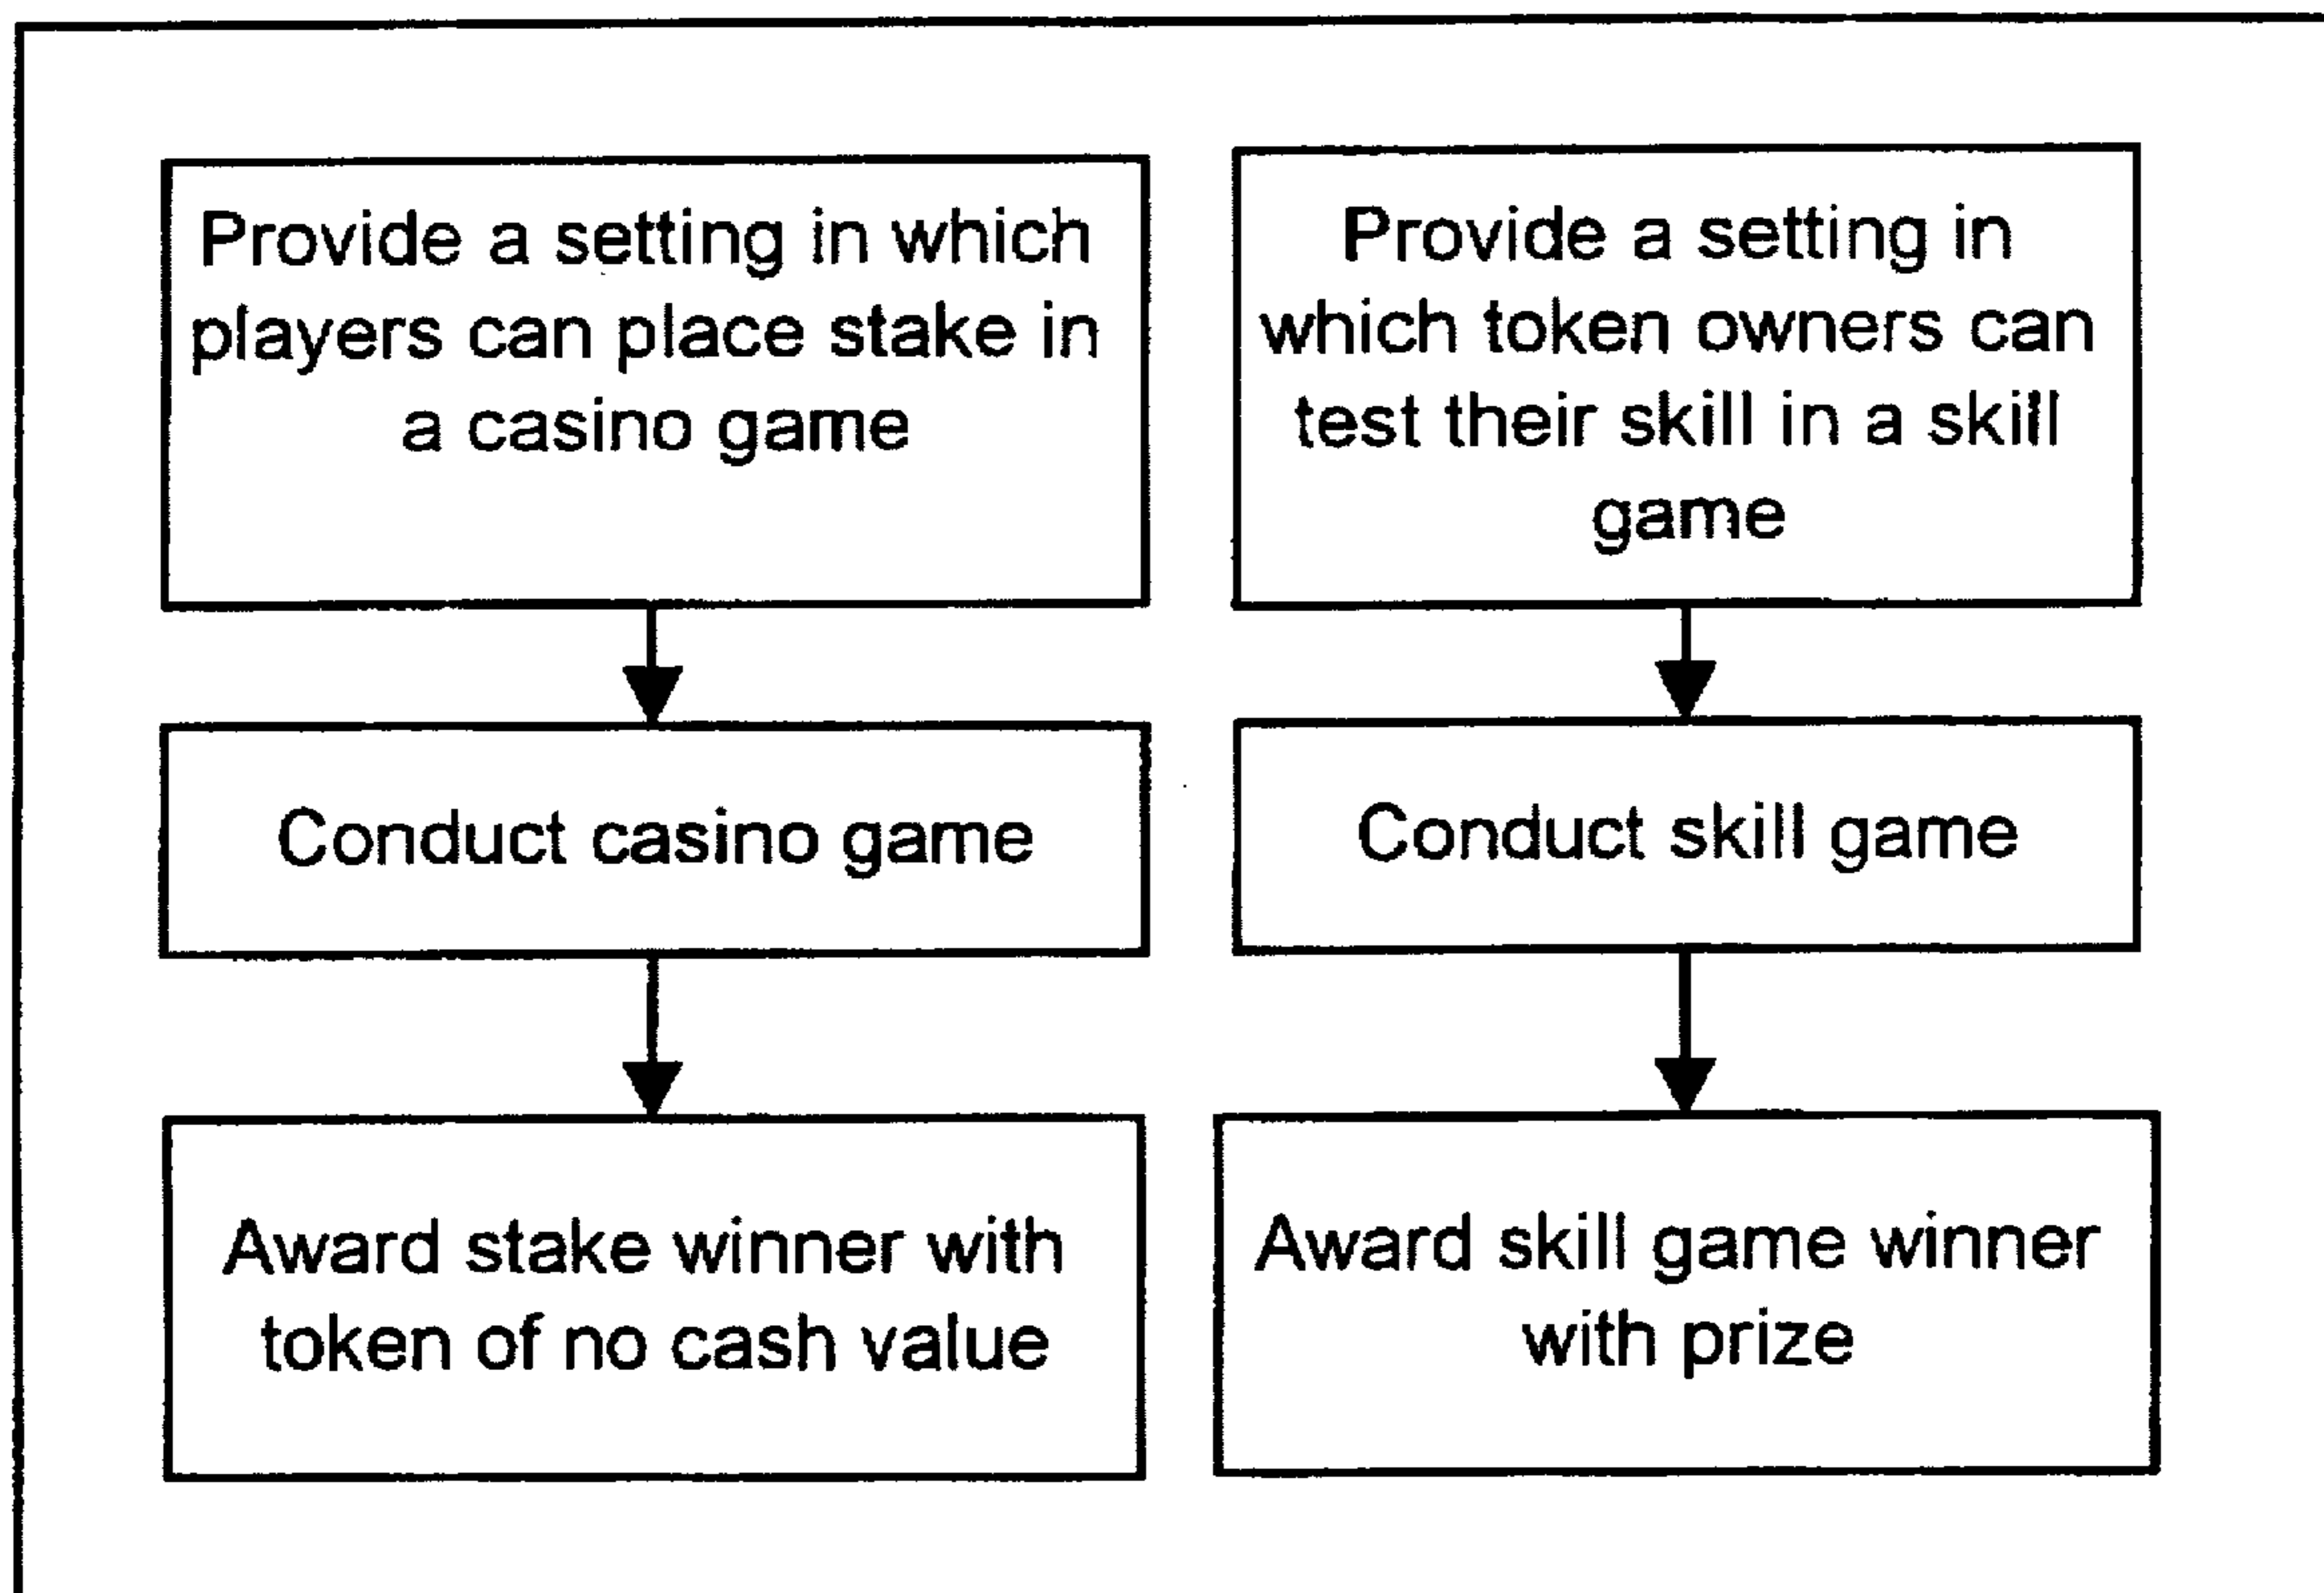 Provide a setting in which
players can place stake in
a casino game
Provide a setting in
which token owners can
test their skill in a skill
game
Conduct casino game
Conduct skill game
Award stake winner with
token of no cash value
Award skill game winner
with prize